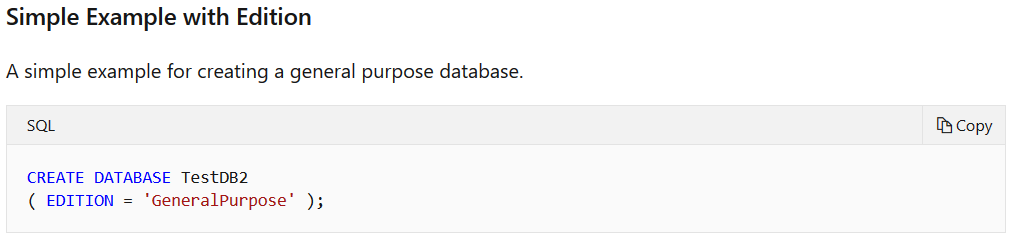 Simple Example with Edition
A simple example for creating a general purpose database.
SQL
Copy
CREATE DATABASE TestDB2
( EDITION = 'GeneralPurpose' );